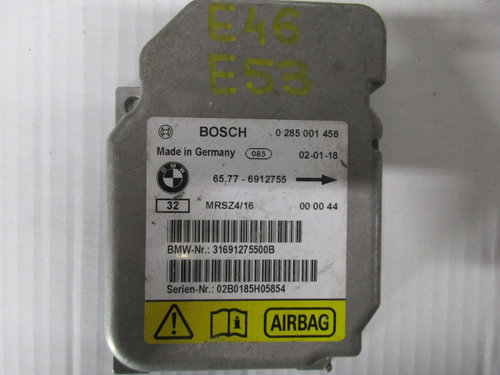 E46
E53
BOSCH 0 285 001 458
Made in Germany 085 02-01-18
BMW 65.77 - 6912755
32 MRSZ4/16 00 00 44
BMW-Nr.: 31691275500B
Serien-Nr.: 02B0185H05854
AIRBAG